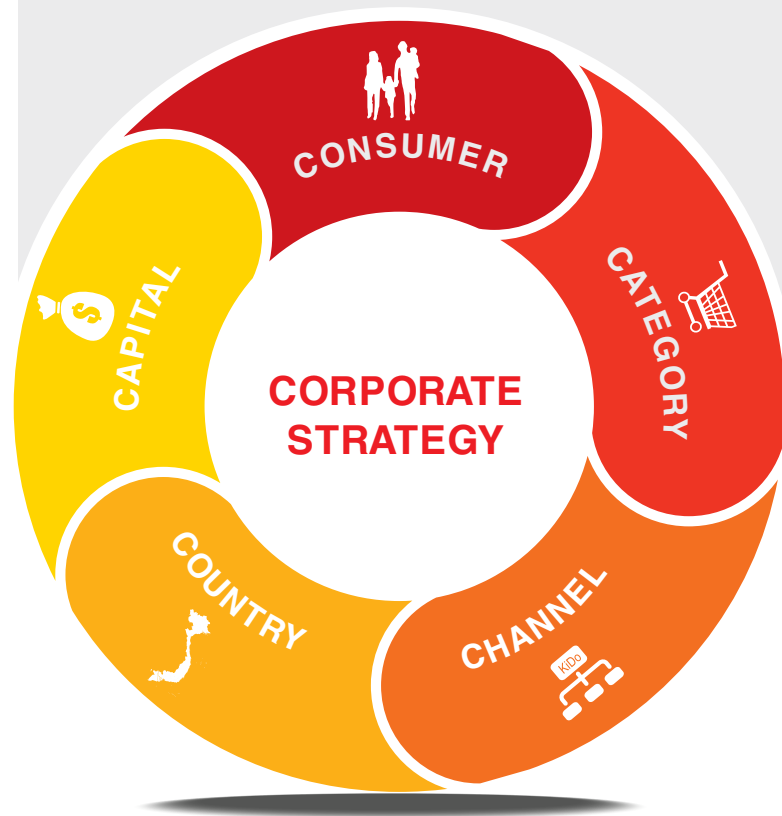 CONSUMER
CATEGORY
CHANNEL
KiDo
COUNTRY
CAPITAL
$
CORPORATE
STRATEGY